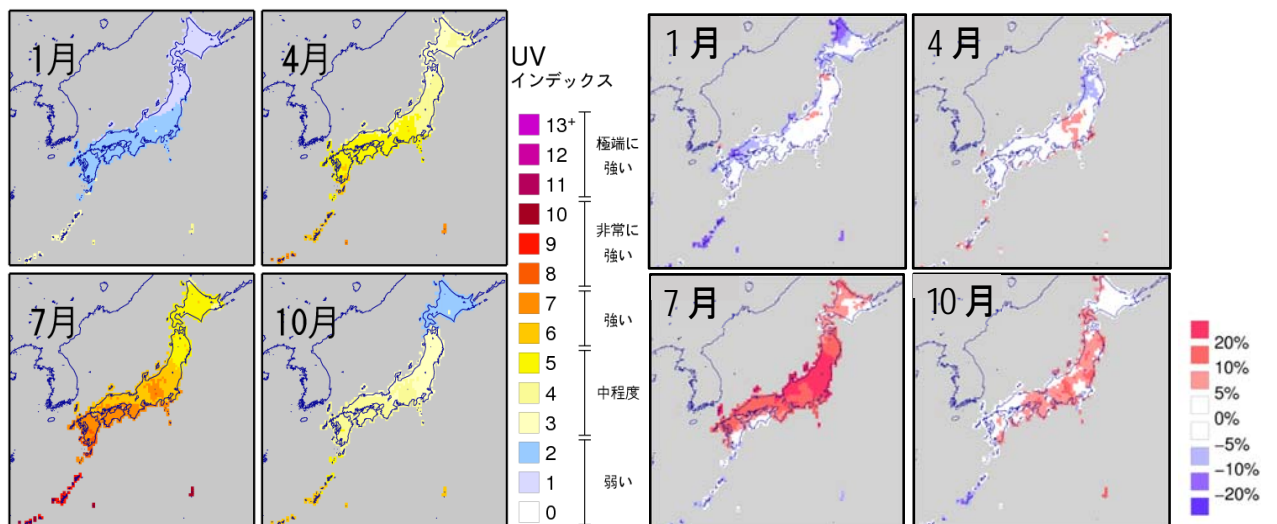 1月
4月
7月
10月
UV
インデックス
13+
12
11
10
9
8
7
6
5
4
3
2
1
0
極端に
強い
非常に
強い
強い
中程度
弱い
1月
4月
7月
10月
20%
10%
5%
0%
-5%
-10%
-20%